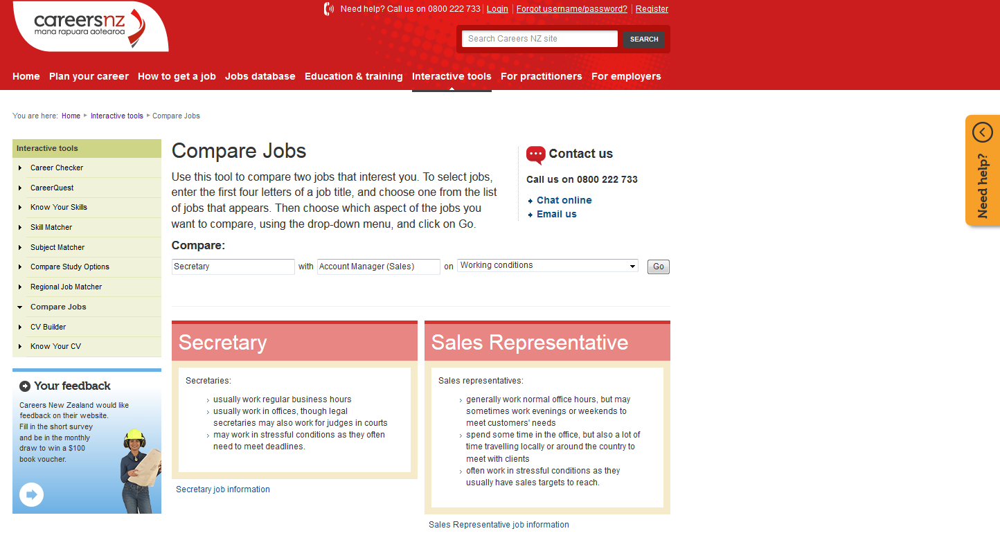 careersnz
mana rapuara aotearoa
Need help? Call us on 0800 222 733 Login Forgot username/password? Register
Search Careers NZ site SEARCH
Home Plan your career How to get a job Jobs database Education & training Interactive tools For practitioners For employers
You are here: Home Interactive tools Compare Jobs
Interactive tools
Career Checker
CareerQuest
Know Your Skills
Skill Matcher
Subject Matcher
Compare Study Options
Regional Job Matcher
Compare Jobs
CV Builder
Know Your CV
Your feedback
Careers New Zealand would like
feedback on their website.
Fill in the short survey
and be in the monthly
draw to win a $100
book voucher.
Compare Jobs
Use this tool to compare two jobs that interest you. To select jobs,
enter the first four letters of a job title, and choose one from the list
of jobs that appears. Then choose which aspect of the jobs you
want to compare, using the drop-down menu, and click on Go.
Compare:
Secretary with Account Manager (Sales) on Working conditions Go
Contact us
Call us on 0800 222 733
Chat online
Email us
Need help?
Secretary
Secretaries:
usually work regular business hours
usually work in offices, though legal
secretaries may also work for judges in courts
may work in stressful conditions as they often
need to meet deadlines.
Secretary job information
Sales Representative
Sales representatives:
generally work normal office hours, but may
sometimes work evenings or weekends to
meet customers' needs
spend some time in the office, but also a lot of
time travelling locally or around the country to
meet with clients
often work in stressful conditions as they
usually have sales targets to reach.
Sales Representative job information